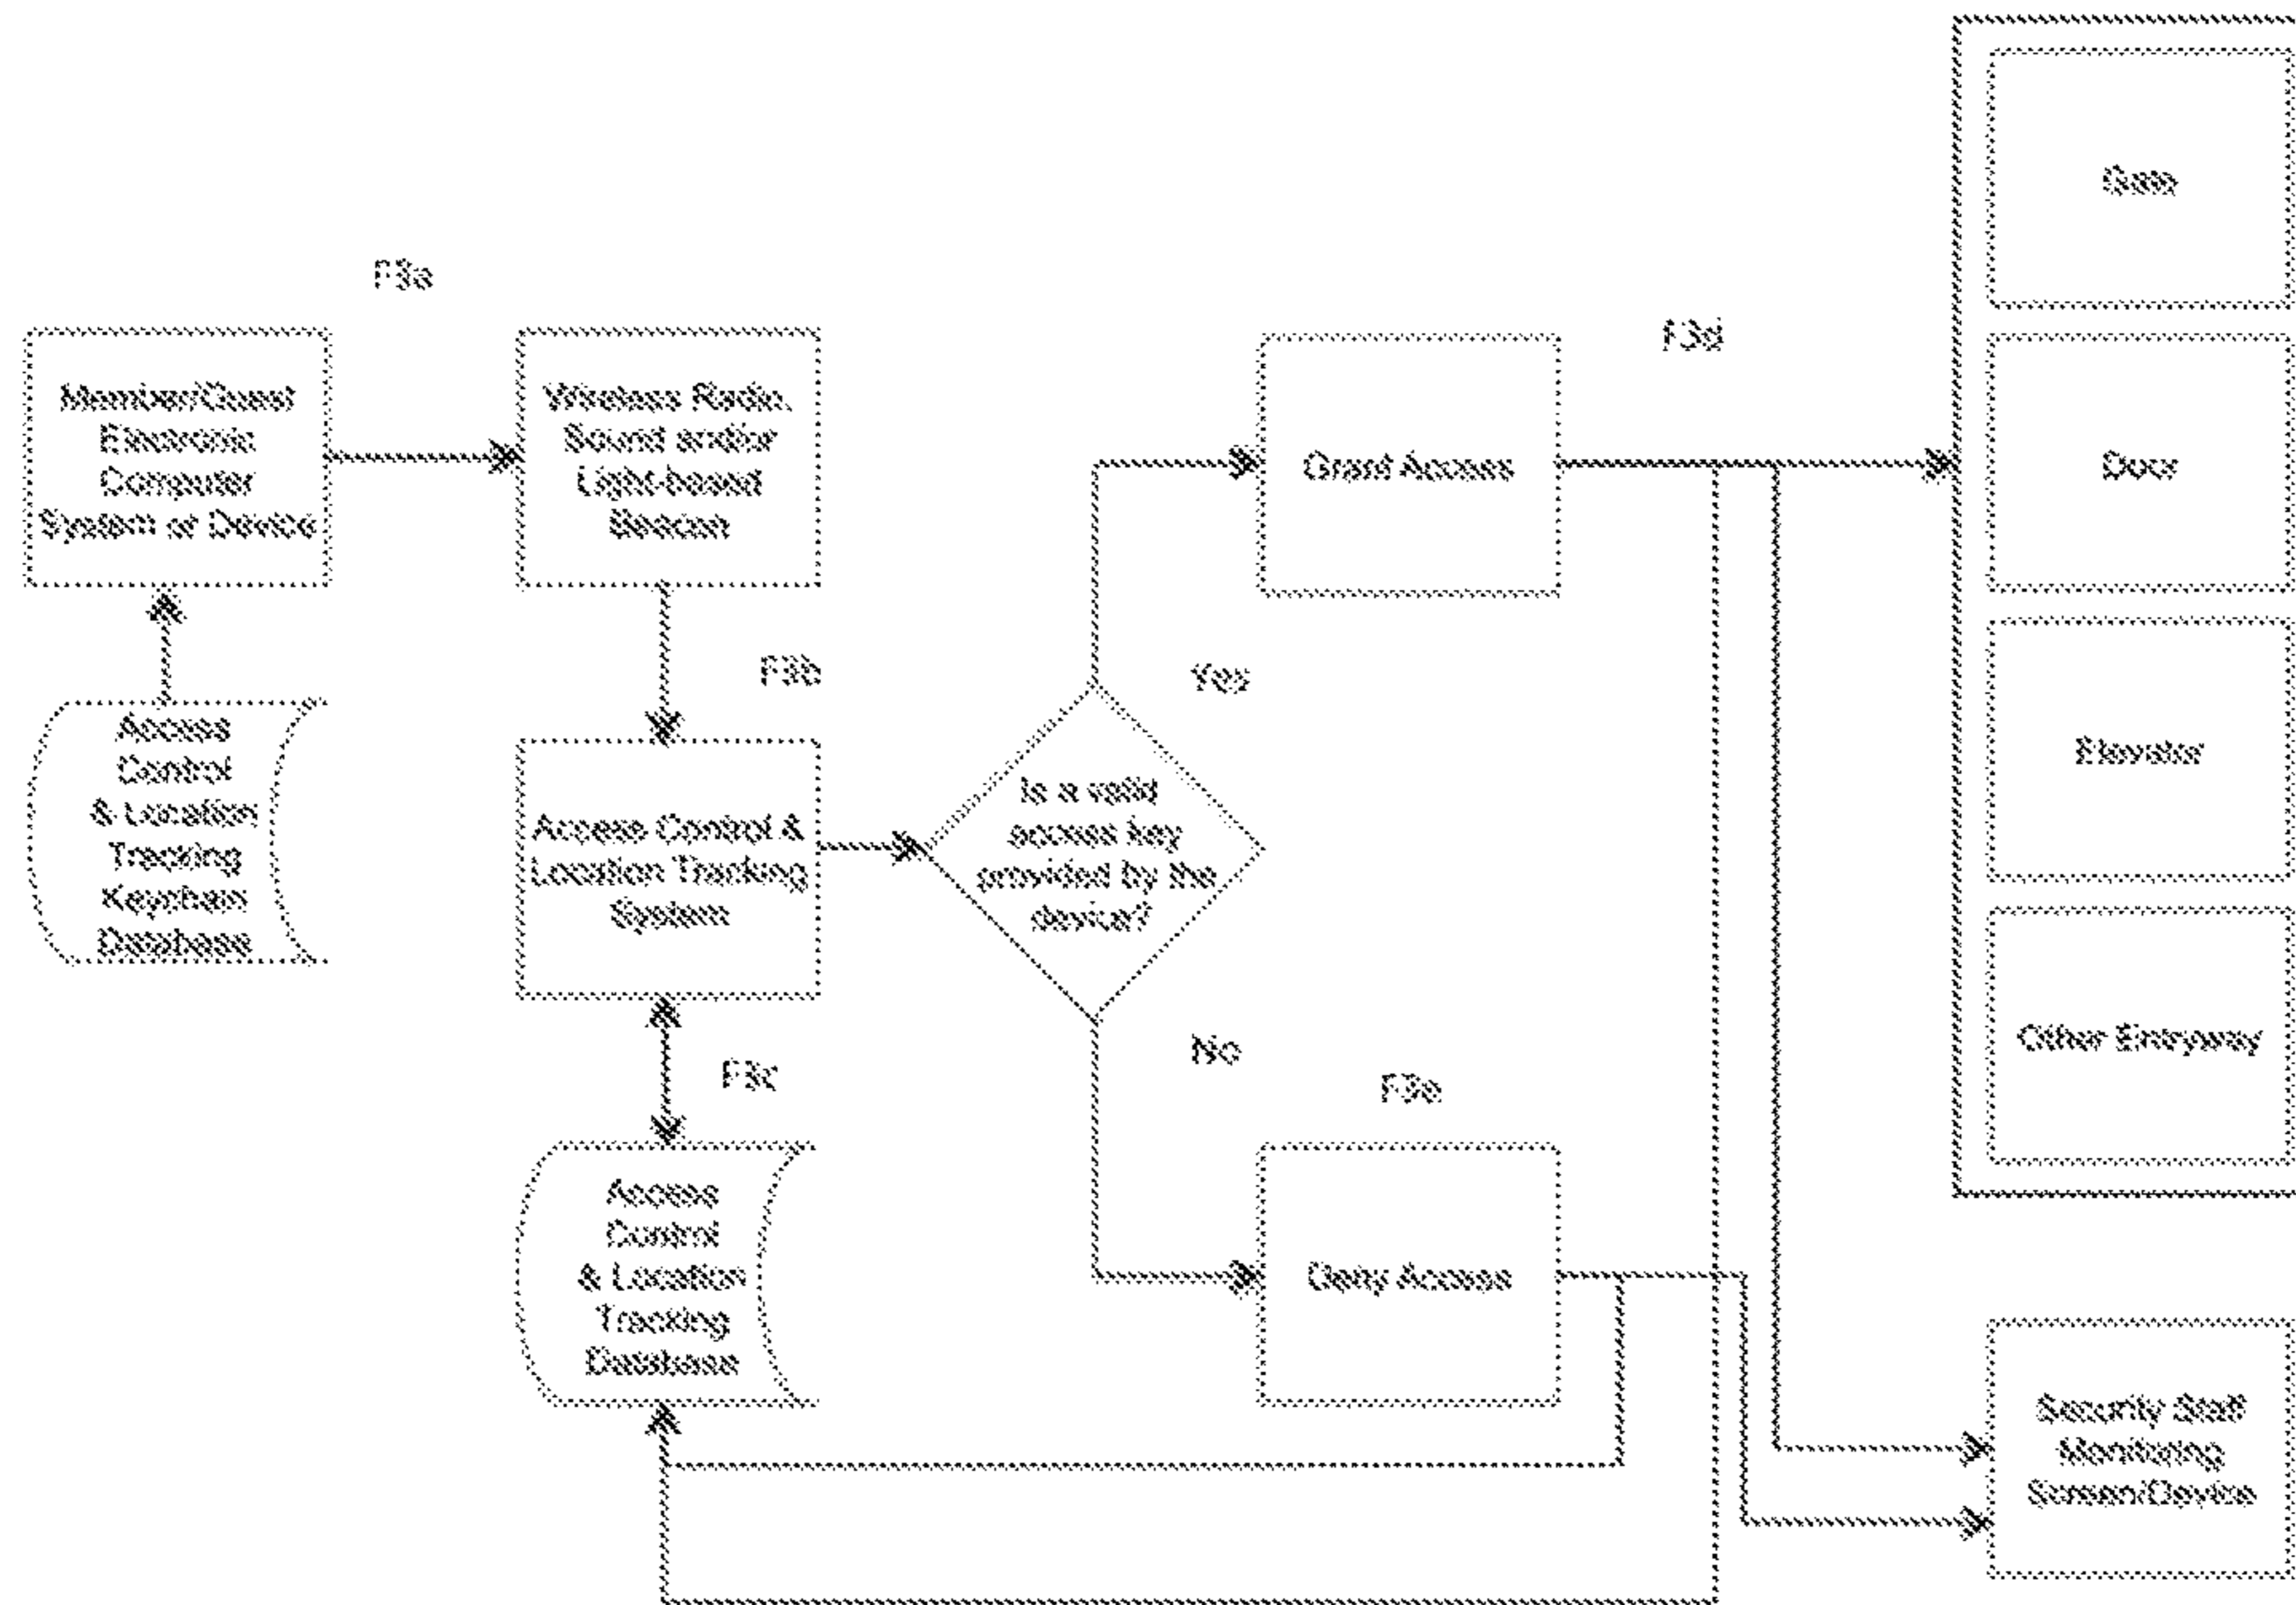 F3a
Member/Guest
Electronic
Computer
System or Device
Wireless Radio,
Sound and/or
Light-based
Beacon
F3b
Access
Control
& Location
Tracking
Keychain
Database
Access Control &
Location Tracking
System
F3c
Access
Control
& Location
Tracking
Database
Is a valid
access key
provided by the
device?
Yes
No
Grant Access
F3d
F3e
Deny Access
Gate
Door
Elevator
Other Entryway
Security Staff
Monitoring
Screen/Device